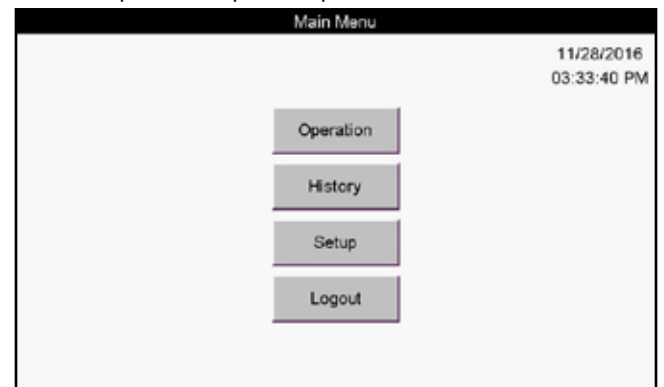 Main Menu
11/28/2016
03:33:40 PM
Operation
History
Setup
Logout